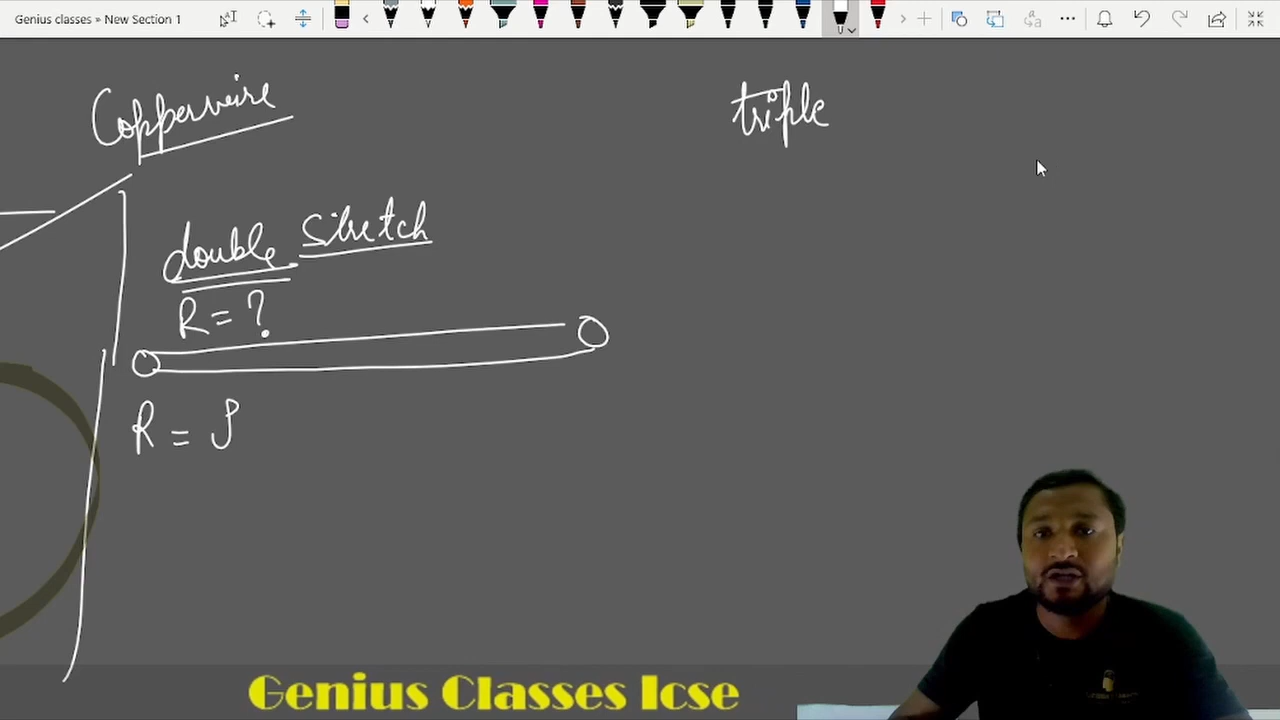 Genius classes » New Section 1
Copperwire
triple
double stretch
R = ?
R = ρ
Genius Classes Icse